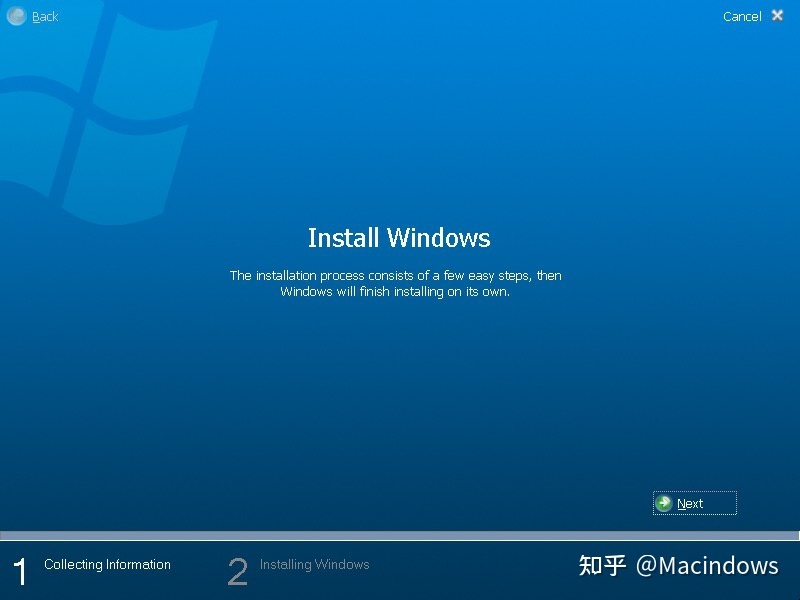 Back
Cancel
Install Windows
The installation process consists of a few easy steps, then
Windows will finish installing on its own.
Next
1 Collecting Information
2 Installing Windows
知乎 @Macindows